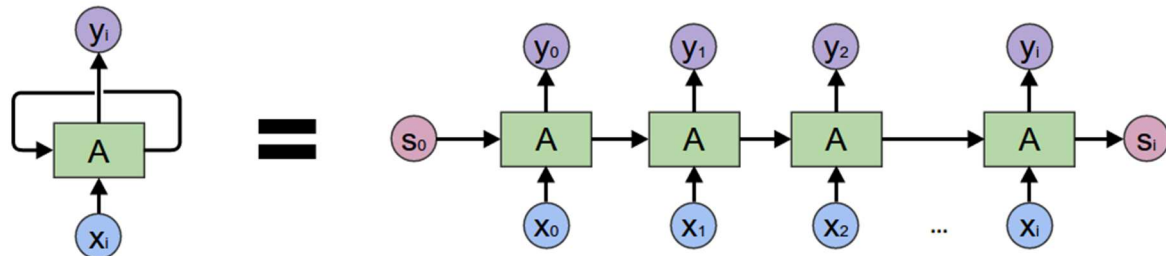 yᵢ
A
xᵢ
=
y₀ y₁ y₂ yᵢ
s₀ A A A A sᵢ
x₀ x₁ x₂ ... xᵢ